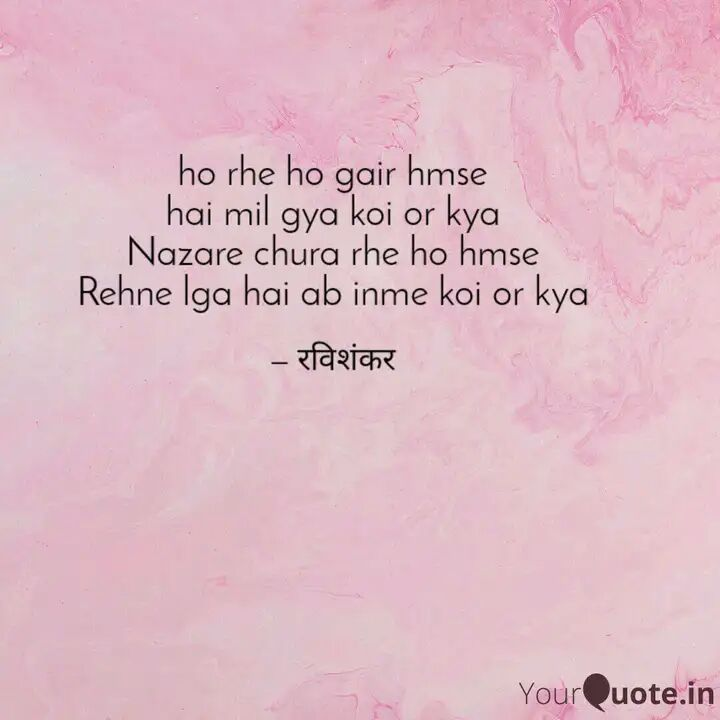 ho rhe ho gair hmse
hai mil gya koi or kya
Nazare chura rhe ho hmse
Rehne lga hai ab inme koi or kya
– रविशंकर
YourQuote.in